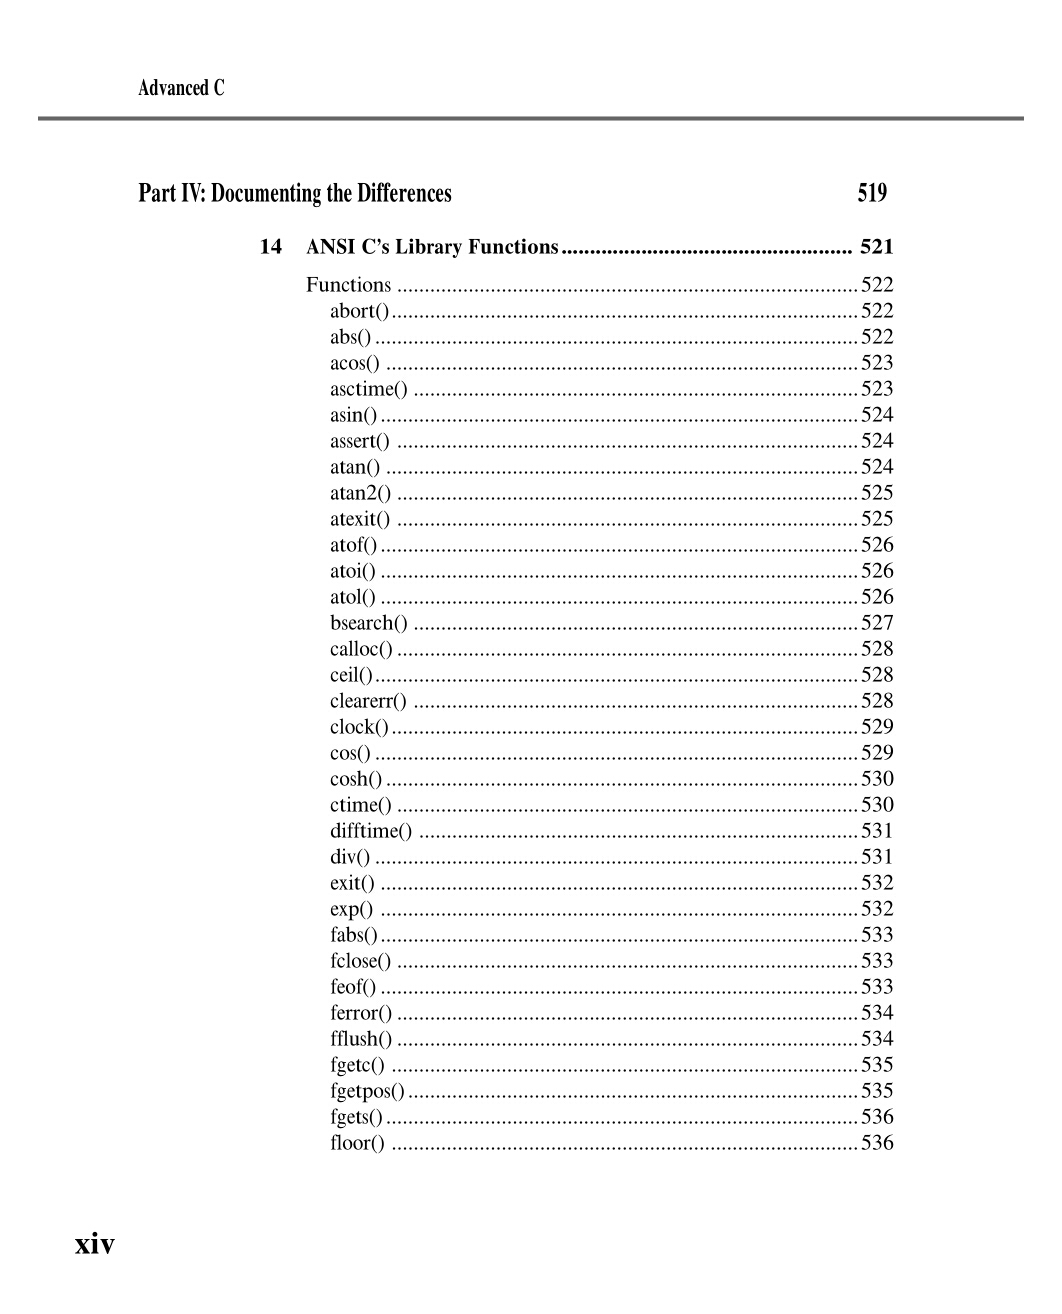 Advanced C
Part IV: Documenting the Differences 519
14 ANSI C’s Library Functions ................................................... 521
Functions .................................................................................... 522
abort() ..................................................................................... 522
abs() ........................................................................................ 522
acos() ...................................................................................... 523
asctime() ................................................................................. 523
asin() ....................................................................................... 524
assert() .................................................................................... 524
atan() ...................................................................................... 524
atan2() .................................................................................... 525
atexit() .................................................................................... 525
atof() ....................................................................................... 526
atoi() ....................................................................................... 526
atol() ....................................................................................... 526
bsearch() ................................................................................. 527
calloc() .................................................................................... 528
ceil() ........................................................................................ 528
clearerr() ................................................................................. 528
clock() ..................................................................................... 529
cos() ........................................................................................ 529
cosh() ...................................................................................... 530
ctime() .................................................................................... 530
difftime() ................................................................................ 531
div() ........................................................................................ 531
exit() ....................................................................................... 532
exp() ....................................................................................... 532
fabs() ....................................................................................... 533
fclose() .................................................................................... 533
feof() ....................................................................................... 533
ferror() .................................................................................... 534
fflush() .................................................................................... 534
fgetc() ..................................................................................... 535
fgetpos() .................................................................................. 535
fgets() ...................................................................................... 536
floor() ..................................................................................... 536
xiv